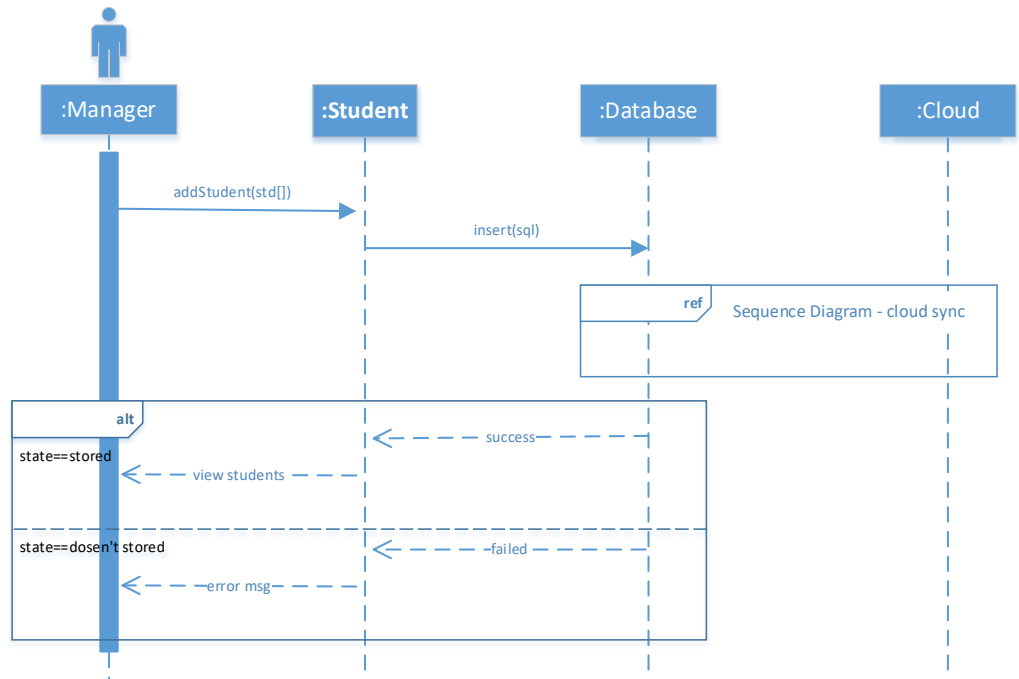 :Manager
:Student
:Database
:Cloud
addStudent(std[])
insert(sql)
ref
Sequence Diagram - cloud sync
alt
success
state==stored
view students
state==dosen't stored
failed
error msg